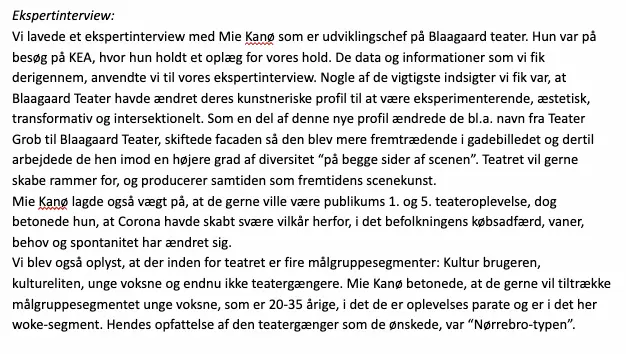 Ekspertinterview:
Vi lavede et ekspertinterview med Mie Kanø som er udviklingschef på Blaagaard teater. Hun var på
besøg på KEA, hvor hun holdt et oplæg for vores hold. De data og informationer som vi fik
derigennem, anvendte vi til vores ekspertinterview. Nogle af de vigtigste indsigter vi fik var, at
Blaagaard Teater havde ændret deres kunstneriske profil til at være eksperimenterende, æstetisk,
transformativ og intersektionelt. Som en del af denne nye profil ændrede de bl.a. navn fra Teater
Grob til Blaagaard Teater, skiftede facaden så den blev mere fremtrædende i gadebilledet og dertil
arbejdede de hen imod en højere grad af diversitet “på begge sider af scenen”. Teatret vil gerne
skabe rammer for, og producerer samtiden som fremtidens scenekunst.
Mie Kanø lagde også vægt på, at de gerne ville være publikums 1. og 5. teateroplevelse, dog
betonede hun, at Corona havde skabt svære vilkår herfor, i det befolkningens købsadfærd, vaner,
behov og spontanitet har ændret sig.
Vi blev også oplyst, at der inden for teatret er fire målgruppesegmenter: Kultur brugeren,
kultureliten, unge voksne og endnu ikke teatergængere. Mie Kanø betonede, at de gerne vil tiltrække
målgruppesegmentet unge voksne, som er 20-35 årige, i det de er oplevelses parate og er i det her
woke-segment. Hendes opfattelse af den teatergænger som de ønskede, var “Nørrebro-typen”.